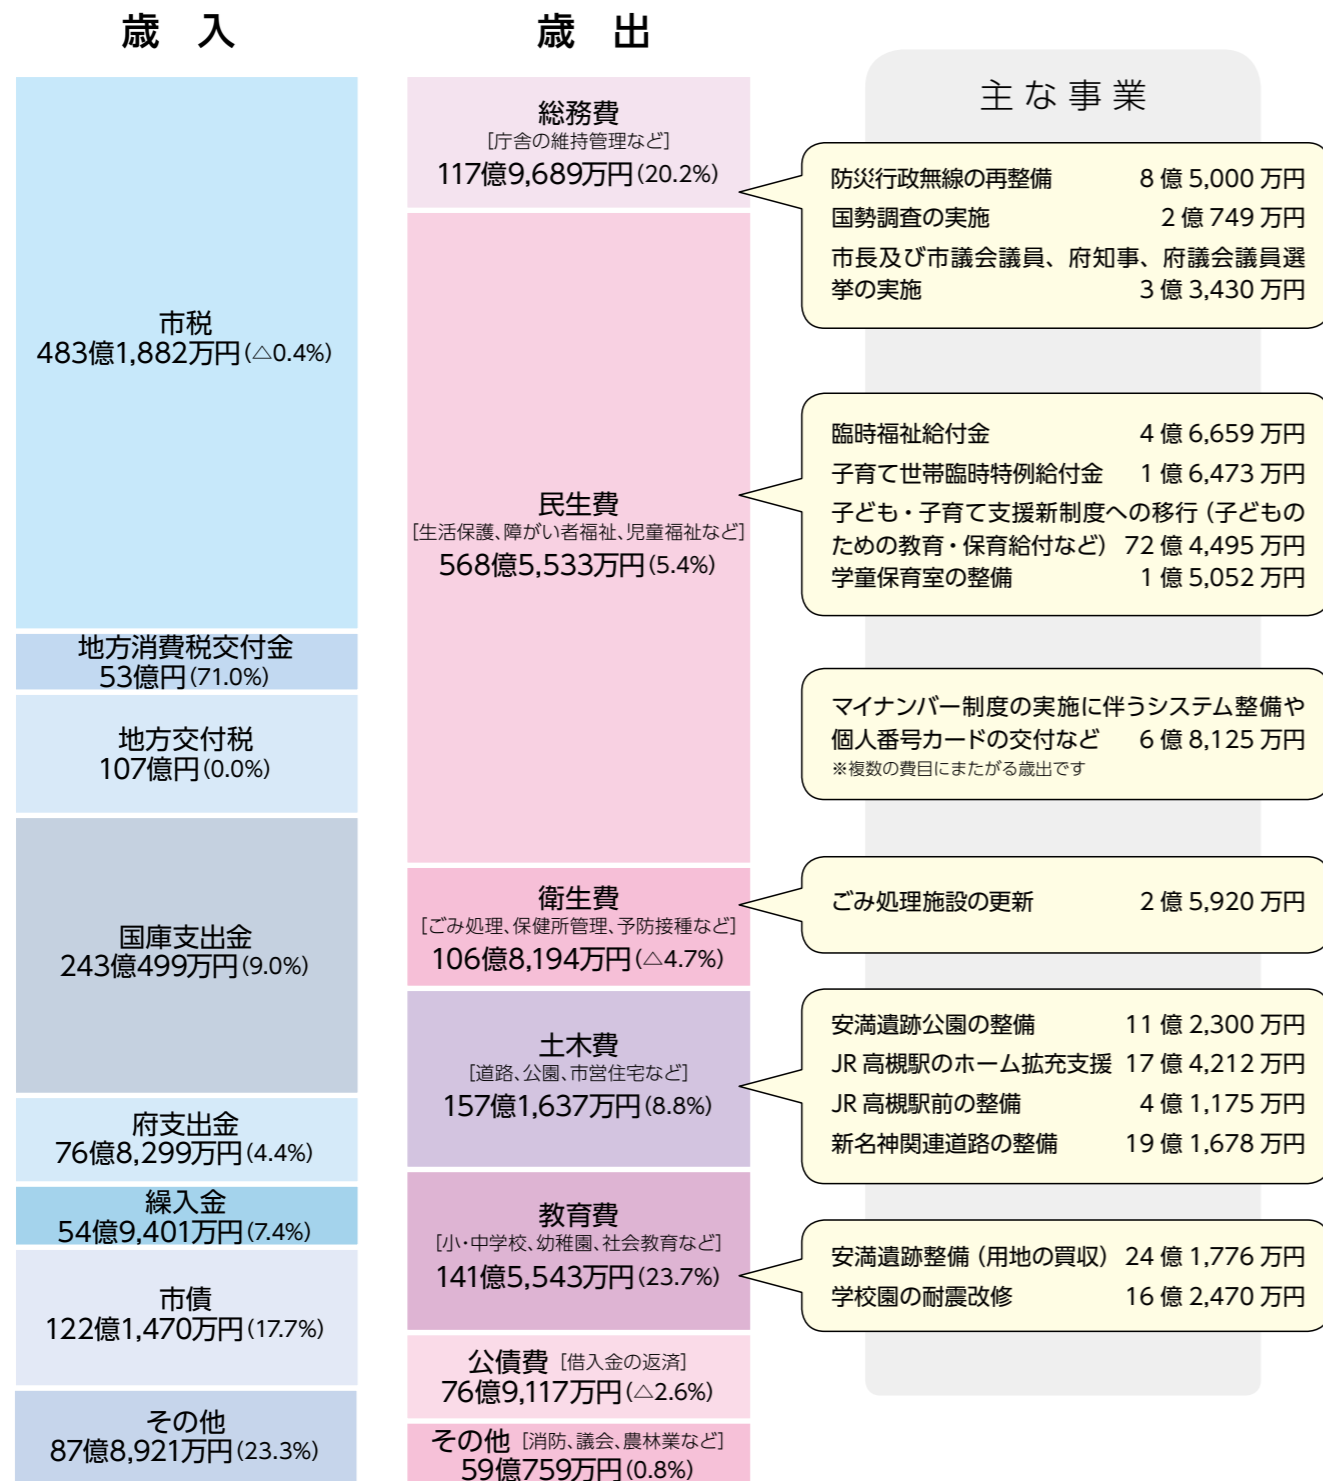 歳入
市税
483億1,882万円(△0.4%)
地方消費税交付金
53億円(71.0%)
地方交付税
107億円(0.0%)
国庫支出金
243億499万円(9.0%)
府支出金
76億8,299万円(4.4%)
繰入金
54億9,401万円(7.4%)
市債
122億1,470万円(17.7%)
その他
87億8,921万円(23.3%)
歳出
総務費
[庁舎の維持管理など]
117億9,689万円(20.2%)
民生費
[生活保護、障がい者福祉、児童福祉など]
568億5,533万円(5.4%)
衛生費
[ごみ処理、保健所管理、予防接種など]
106億8,194万円(△4.7%)
土木費
[道路、公園、市営住宅など]
157億1,637万円(8.8%)
教育費
[小・中学校、幼稚園、社会教育など]
141億5,543万円(23.7%)
公債費 [借入金の返済]
76億9,117万円(△2.6%)
その他 [消防、議会、農林業など]
59億759万円(0.8%)
主な事業
防災行政無線の再整備 8億5,000万円
国勢調査の実施 2億749万円
市長及び市議会議員、府知事、府議会議員選
挙の実施 3億3,430万円
臨時福祉給付金 4億6,659万円
子育て世帯臨時特例給付金 1億6,473万円
子ども・子育て支援新制度への移行（子どもの
ための教育・保育給付など） 72億4,495万円
学童保育室の整備 1億5,052万円
マイナンバー制度の実施に伴うシステム整備や
個人番号カードの交付など 6億8,125万円
※複数の費目にまたがる歳出です
ごみ処理施設の更新 2億5,920万円
安満遺跡公園の整備 11億2,300万円
JR高槻駅のホーム拡充支援 17億4,212万円
JR高槻駅前の整備 4億1,175万円
新名神関連道路の整備 19億1,678万円
安満遺跡整備（用地の買収） 24億1,776万円
学校園の耐震改修 16億2,470万円